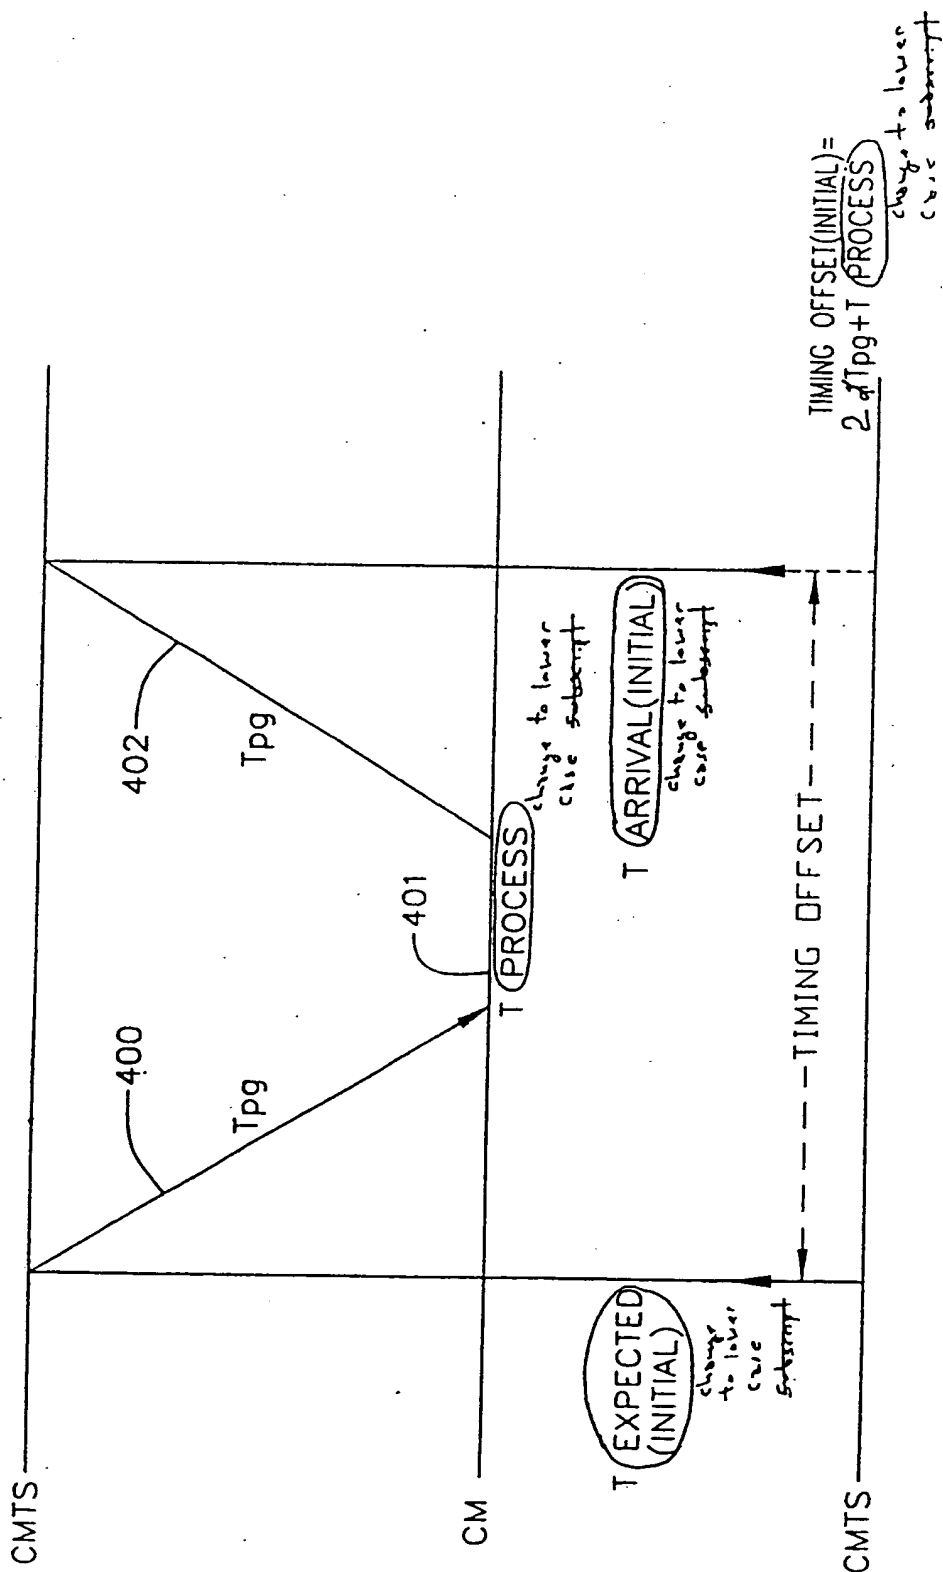 CMTS
400
Tpg
402
Tpg
401
CM
T PROCESS
change to lower
case subscript
T EXPECTED
(INITIAL)
change
to lower
case
subscript
T ARRIVAL(INITIAL)
change to lower
case subscript
TIMING OFFSET
CMTS
TIMING OFFSET(INITIAL)=
2 Tpg+T PROCESS
change to lower
case subscript